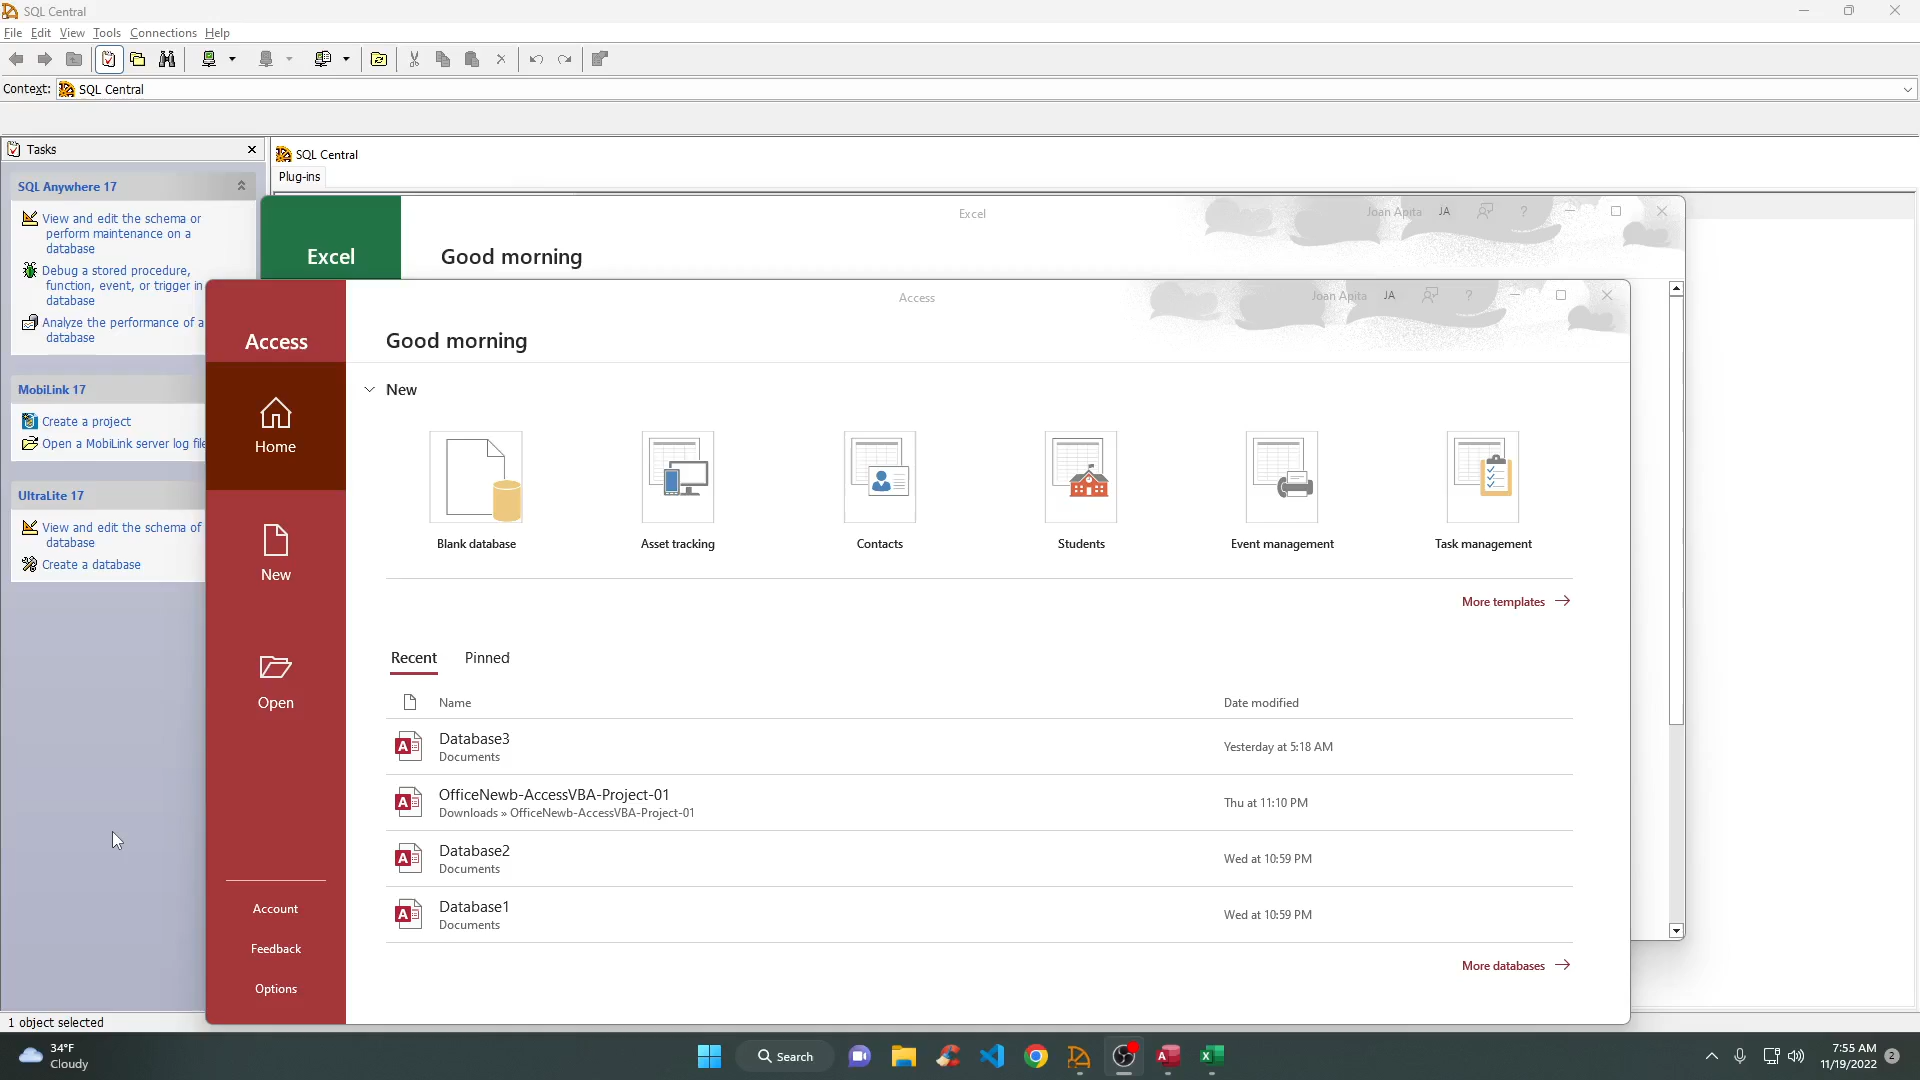 SQL Central
File Edit View Tools Connections Help
Context: SQL Central
Tasks
SQL Anywhere 17
View and edit the schema or
perform maintenance on a
database
Debug a stored procedure,
function, event, or trigger in
database
Analyze the performance of a
database
MobiLink 17
Create a project
Open a MobiLink server log file
UltraLite 17
View and edit the schema of
database
Create a database
1 object selected
SQL Central
Plug-ins
Excel
Joan Apita JA ?
Excel
Good morning
Access
Joan Apita JA ?
Access
Good morning
Home
New
Open
Account
Feedback
Options
New
Blank database
Asset tracking
Contacts
Students
Event management
Task management
More templates
Recent Pinned
Name Date modified
Database3
Documents
Yesterday at 5:18 AM
OfficeNewb-AccessVBA-Project-01
Downloads » OfficeNewb-AccessVBA-Project-01
Thu at 11:10 PM
Database2
Documents
Wed at 10:59 PM
Database1
Documents
Wed at 10:59 PM
More databases
34°F
Cloudy
Search
7:55 AM
11/19/2022
2